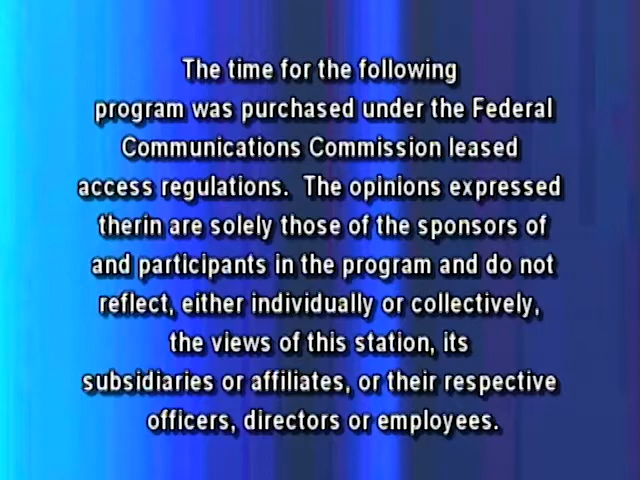 The time for the following
program was purchased under the Federal
Communications Commission leased
access regulations.  The opinions expressed
therin are solely those of the sponsors of
and participants in the program and do not
reflect, either individually or collectively,
the views of this station, its
subsidiaries or affiliates, or their respective
officers, directors or employees.